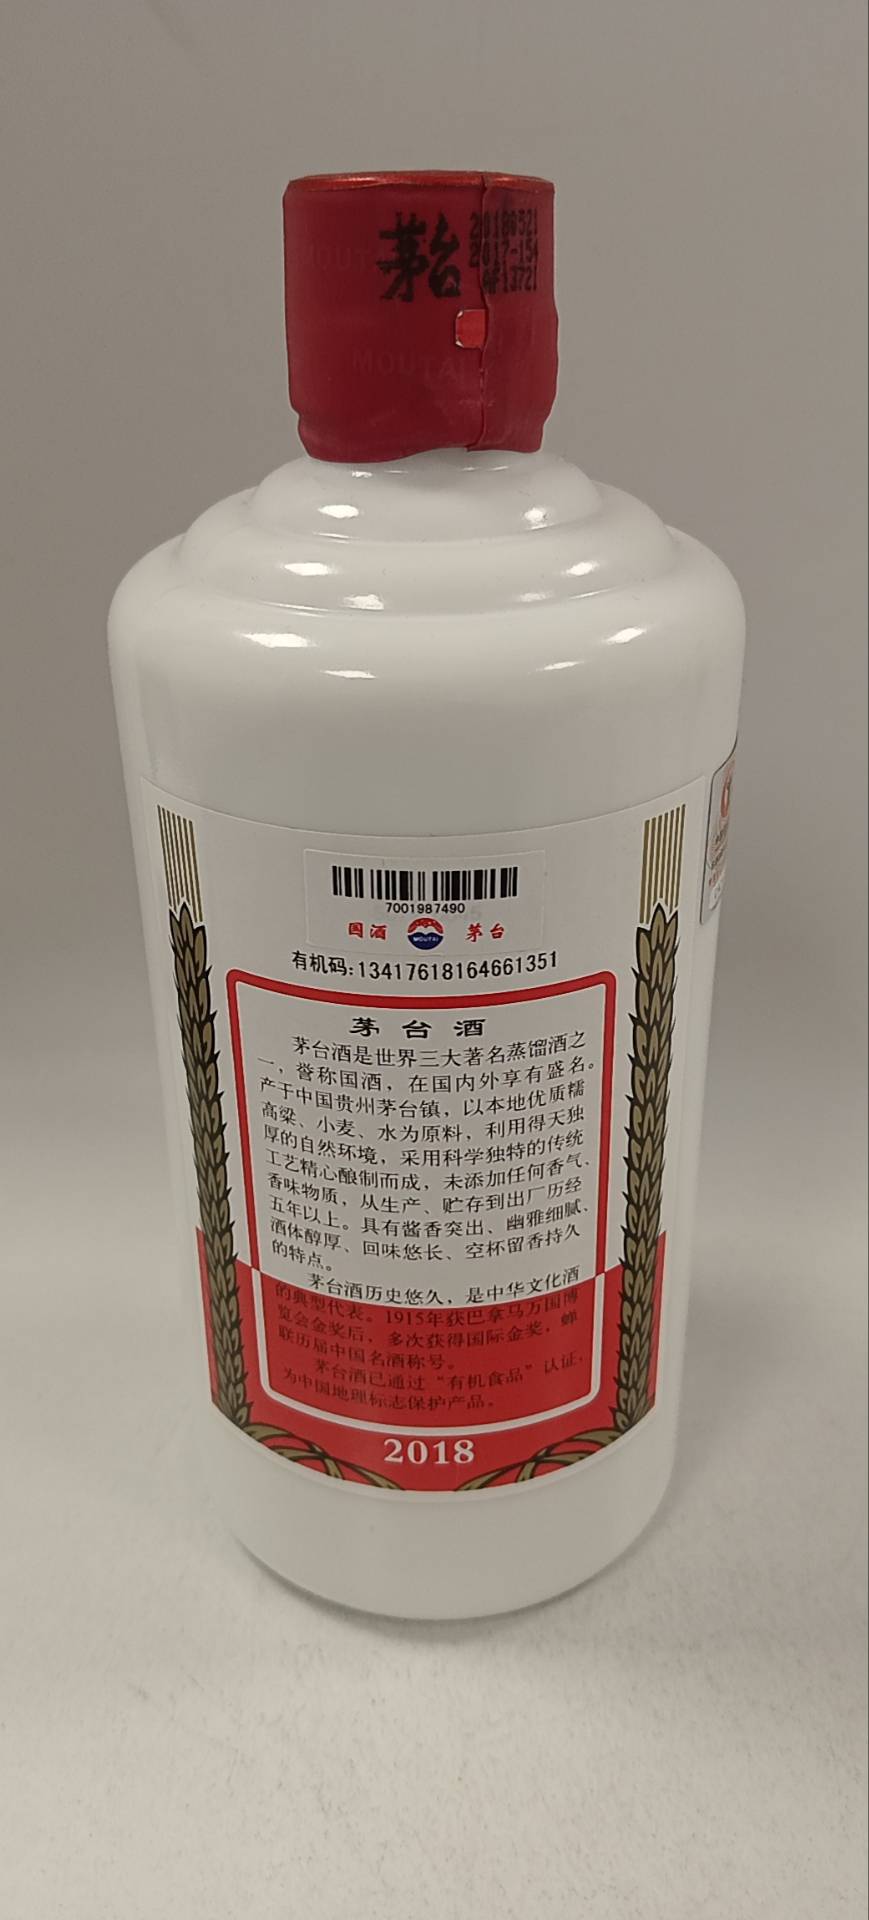 茅台
20180521
2017-154
13721
MOUTAI
7001987490
国酒 MOUTAI 茅台
有机码:13417618164661351
茅台酒
茅台酒是世界三大著名蒸馏酒之
一，誉称国酒，在国内外享有盛名。
产于中国贵州茅台镇，以本地优质糯
高粱、小麦、水为原料，利用得天独
厚的自然环境，采用科学独特的传统
工艺精心酿制而成，未添加任何香气、
香味物质，从生产、贮存到出厂历经
五年以上。具有酱香突出、幽雅细腻、
酒体醇厚、回味悠长、空杯留香持久
的特点。
茅台酒历史悠久，是中华文化酒
的典型代表。1915年获巴拿马万国博
览会金奖后，多次获得国际金奖，蝉
联历届中国名酒称号。
茅台酒已通过“有机食品”认证，
为中国地理标志保护产品。
2018